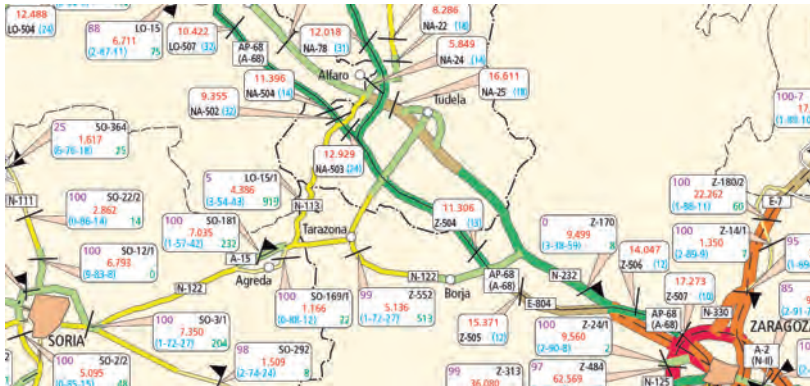 12.488
LO-504 (24)
88 LO-15
6.711
(2-87-11) 75
10.422
LO-507 (32)
AP-68
(A-68)
12.018
NA-78 (31)
8.286
NA-22 (18)
5.849
NA-24 (14)
Alfaro
11.396
NA-504 (14)
16.611
NA-25 (18)
9.355
NA-502 (32)
Tudela
25 SO-364
1.617
(6-76-18) 25
12.929
NA-503 (24)
5 LO-15/1
4.386
(3-54-43) 919
100 Z-180/2
22.262
(1-88-11) 60
100-7
17.
(1-88-10
N-111
100 SO-22/2
2.862
(0-86-14) 14
N-113
E-7
100 SO-181
7.035
(1-57-42) 232
11.306
Z-504 (13)
0 Z-170
9.499
(3-38-59) 8
100 Z-14/1
1.350
(2-89-9) 7
95
(1-89
Tarazona
100 SO-12/1
6.793
(9-83-8) 0
A-15
14.047
Z-506 (12)
Agreda
N-122
N-122
Borja
AP-68
(A-68)
N-232
E-804
17.273
Z-507 (10)
85
(2-91-7
100 SO-169/1
1.166
(0-88-12) 22
99 Z-552
5.136
(1-72-27) 513
SORIA
100 SO-3/1
7.350
(1-72-27) 204
15.371
Z-505 (12)
100 Z-24/1
9.560
(2-90-8) 2
AP-68
(A-68)
N-330
ZARAGOZ
100 SO-2/2
5.095
(0-85-15) 48
98 SO-292
1.509
(2-74-24) 8
99 Z-313
36.080
97 Z-484
62.569
N-125
A-2
(N-II)